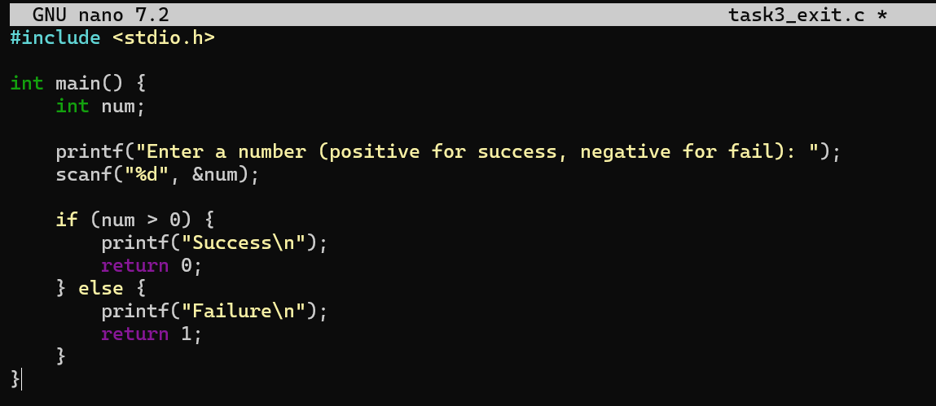 GNU nano 7.2 task3_exit.c *
#include <stdio.h>
int main() {
    int num;
    printf("Enter a number (positive for success, negative for fail): ");
    scanf("%d", &num);
    if (num > 0) {
        printf("Success\n");
        return 0;
    } else {
        printf("Failure\n");
        return 1;
    }
}